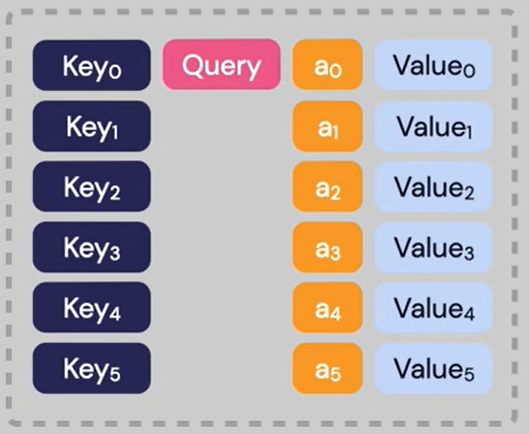 Key₀ Query a₀ Value₀
Key₁ a₁ Value₁
Key₂ a₂ Value₂
Key₃ a₃ Value₃
Key₄ a₄ Value₄
Key₅ a₅ Value₅